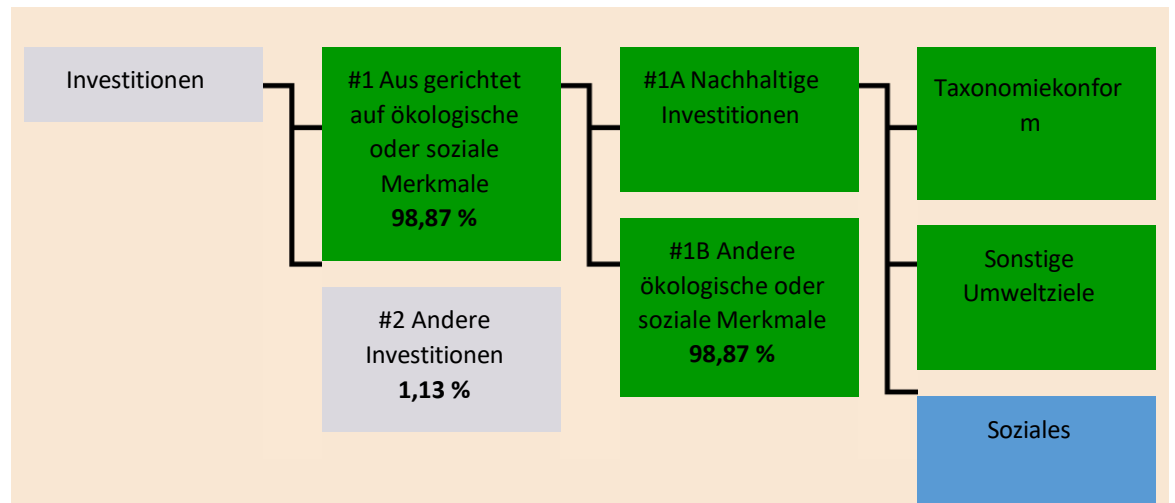 Investitionen
#1 Aus gerichtet
auf ökologische
oder soziale
Merkmale
98,87 %
#2 Andere
Investitionen
1,13 %
#1A Nachhaltige
Investitionen
#1B Andere
ökologische oder
soziale Merkmale
98,87 %
Taxonomiekonfor
m
Sonstige
Umweltziele
Soziales